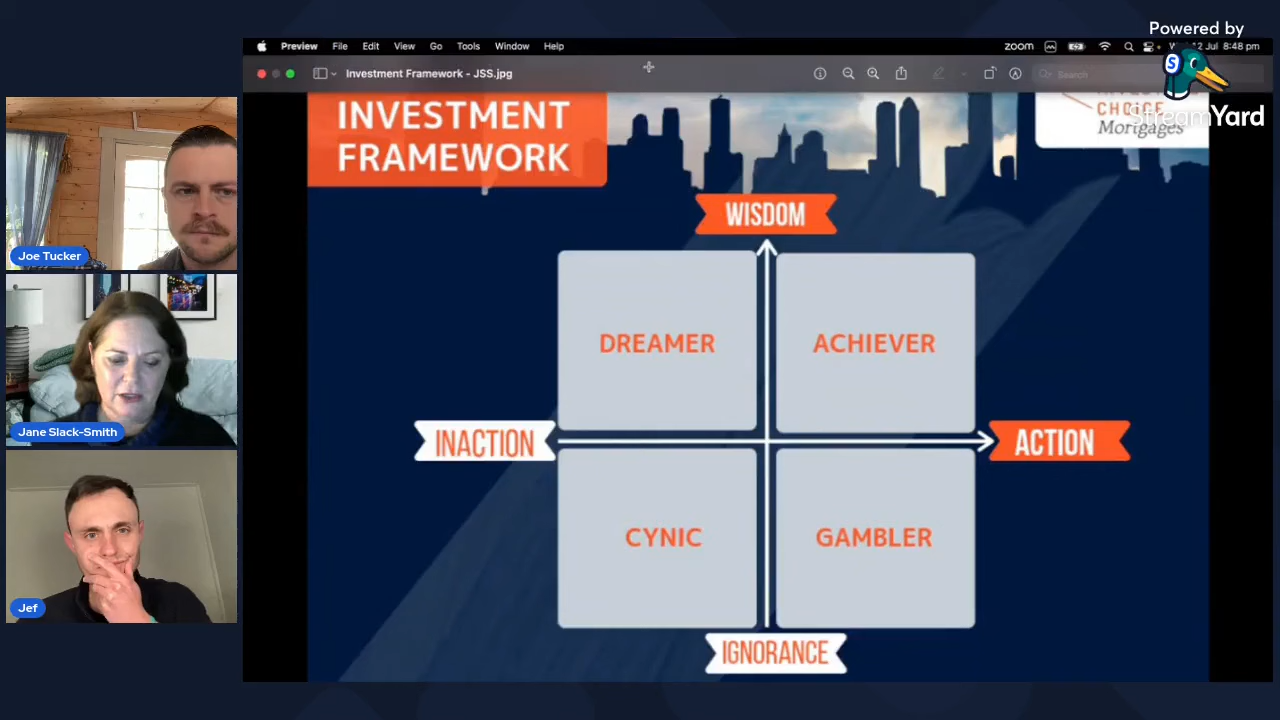 Powered by
StreamYard
Preview File Edit View Go Tools Window Help
zoom
12 Jul 8:48 pm
Investment Framework - JSS.jpg
Search
INVESTMENT
FRAMEWORK
CHOICE
Mortgages
WISDOM
DREAMER
ACHIEVER
INACTION
ACTION
CYNIC
GAMBLER
IGNORANCE
Joe Tucker
Jane Slack-Smith
Jef